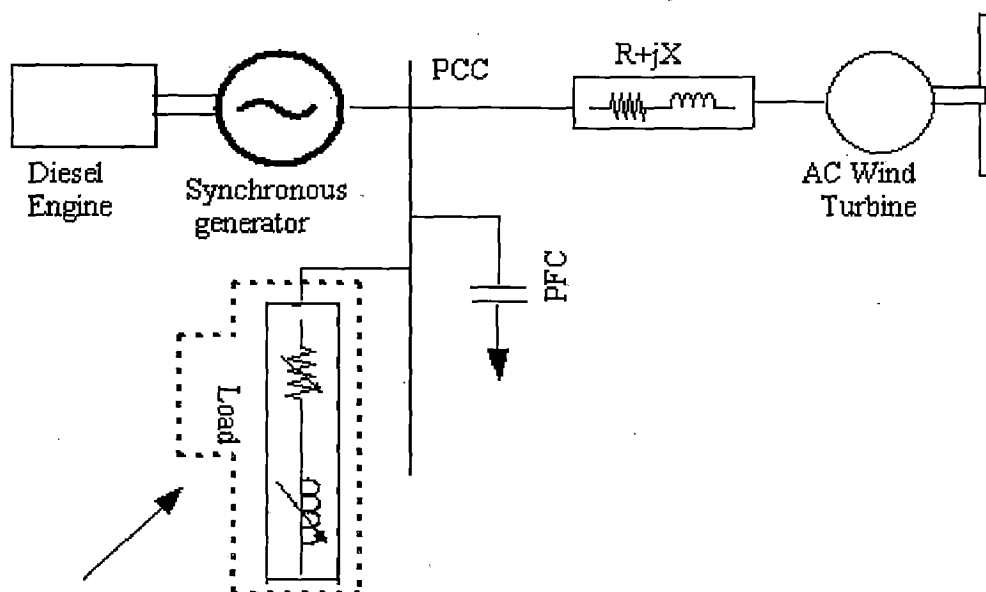 PCC
R+jX
Diesel
Engine
Synchronous
generator
AC Wind
Turbine
PFC
Load